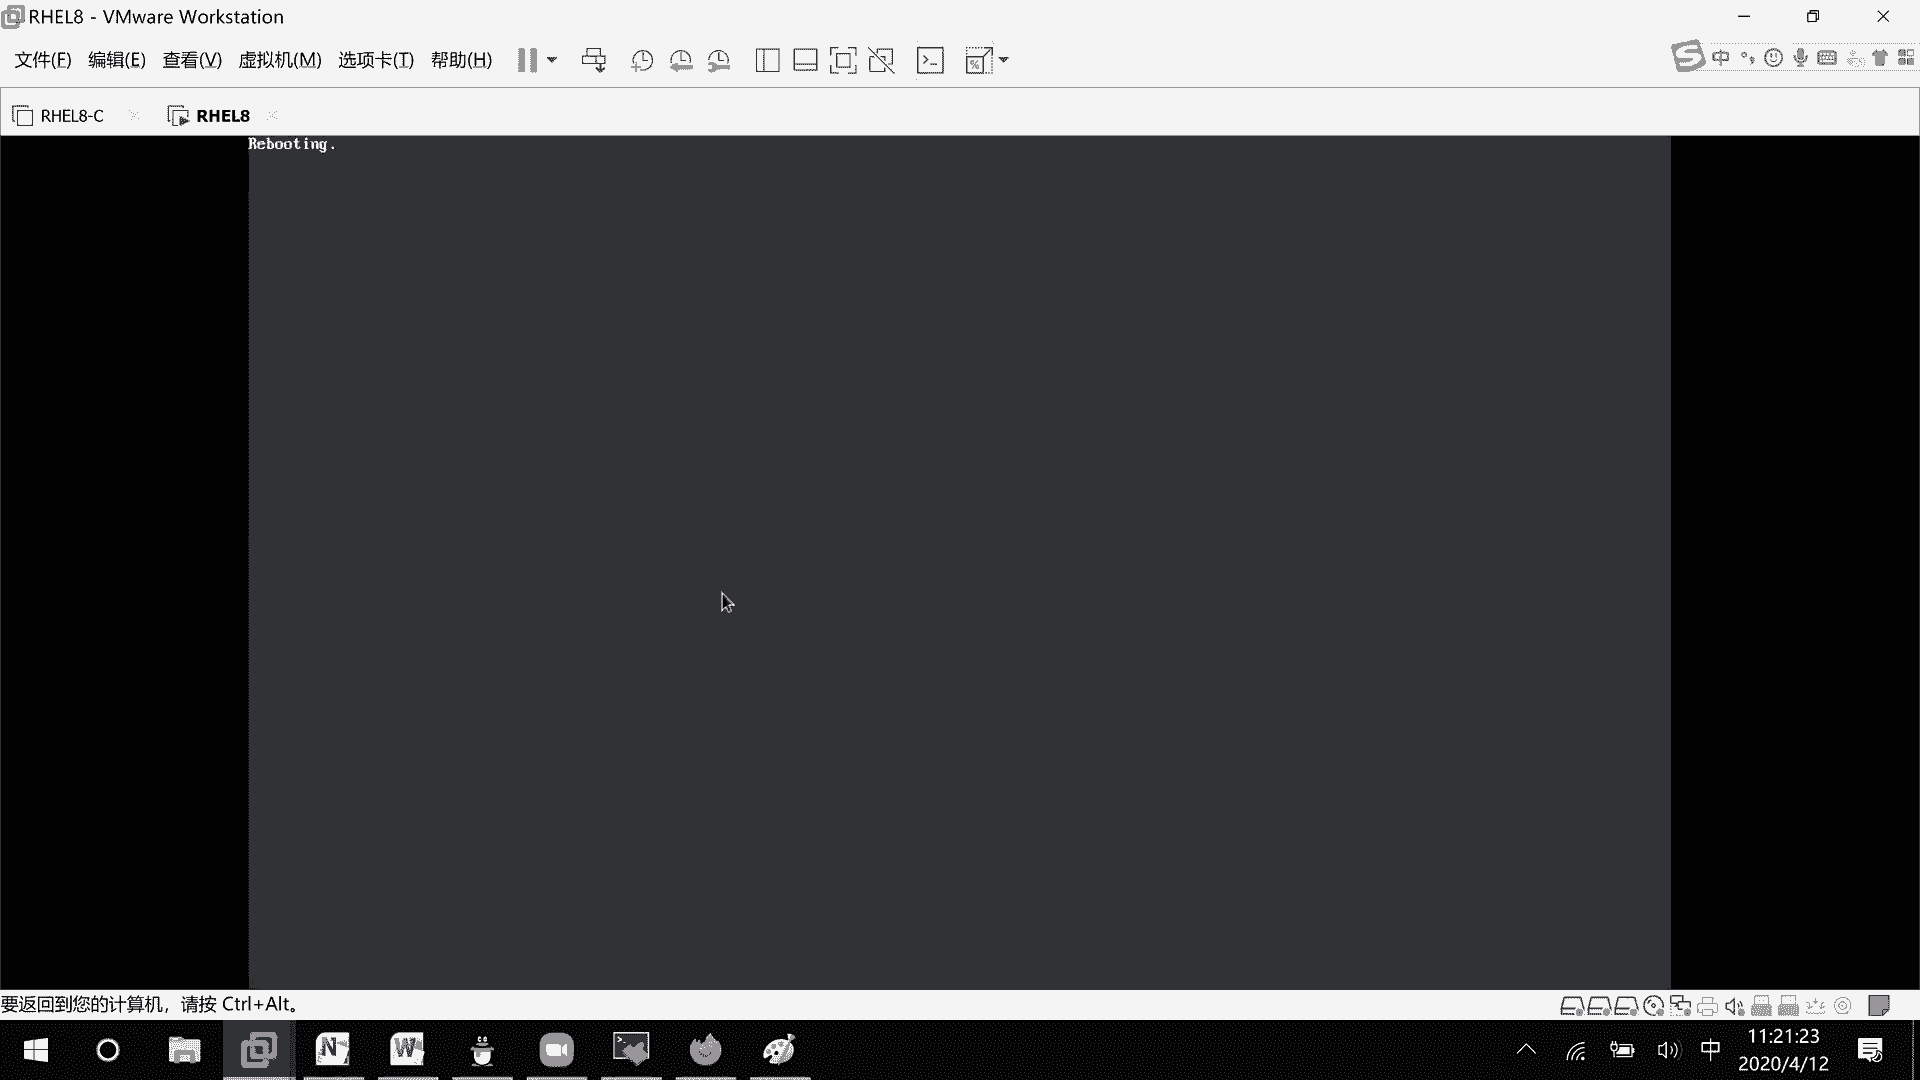 RHEL8 - VMware Workstation
文件(F) 编辑(E) 查看(V) 虚拟机(M) 选项卡(T) 帮助(H)
中
RHEL8-C
RHEL8
Rebooting.
要返回到您的计算机，请按 Ctrl+Alt。
中
11:21:23
2020/4/12